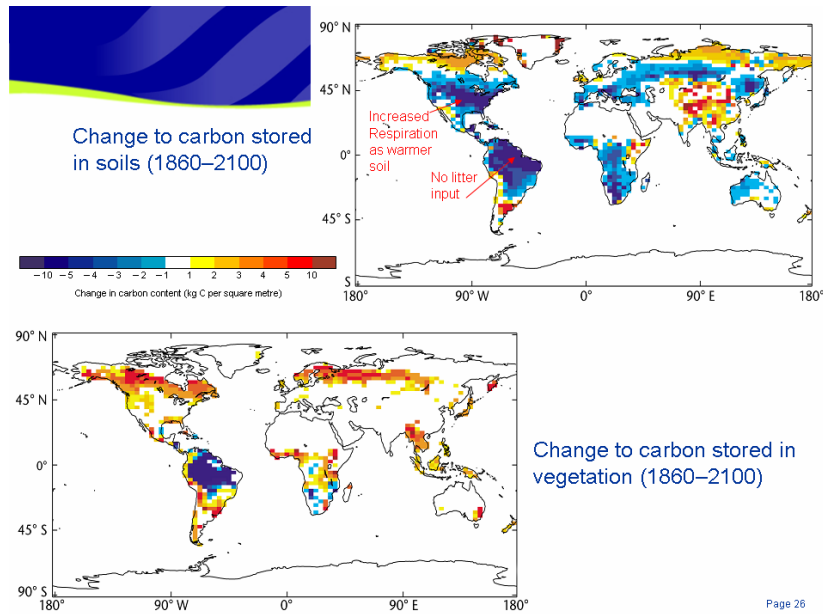 Change to carbon stored
in soils (1860–2100)
90° N
45° N
0°
45° S
S
180°
90° W
0°
90° E
180°
Increased
Respiration
as warmer
soil
No litter
input
−10 −5 −4 −3 −2 −1 1 2 3 4 5 10
Change in carbon content (kg C per square metre)
90° N
45° N
0°
45° S
90° S
180°
90° W
0°
90° E
180°
Change to carbon stored in
vegetation (1860–2100)
Page 26